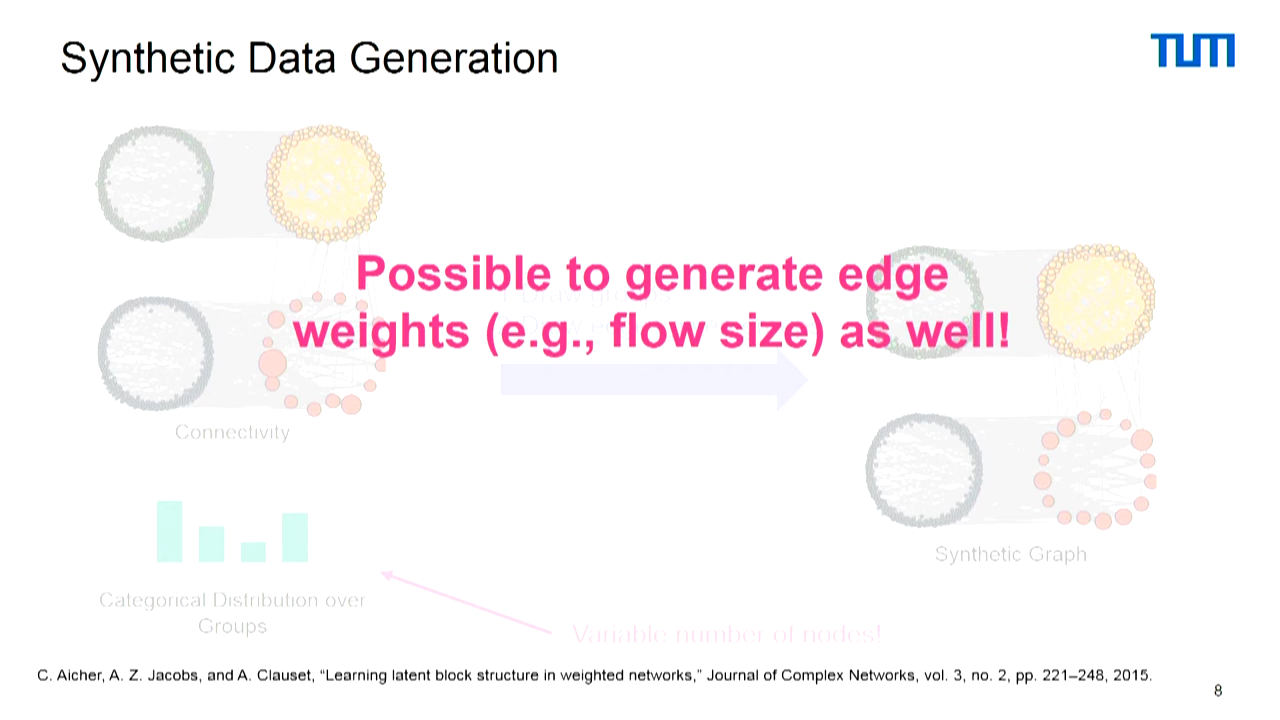 Synthetic Data Generation
TUM
Possible to generate edge
weights (e.g., flow size) as well!
Connectivity
Synthetic Graph
Categorical Distribution over
Groups
Variable number of nodes!
C. Aicher, A. Z. Jacobs, and A. Clauset, “Learning latent block structure in weighted networks,” Journal of Complex Networks, vol. 3, no. 2, pp. 221–248, 2015.
8